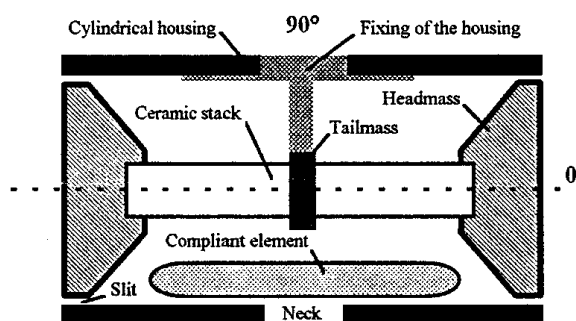 90°
Cylindrical housing
Fixing of the housing
Headmass
Ceramic stack
Tailmass
0
Compliant element
Slit
Neck